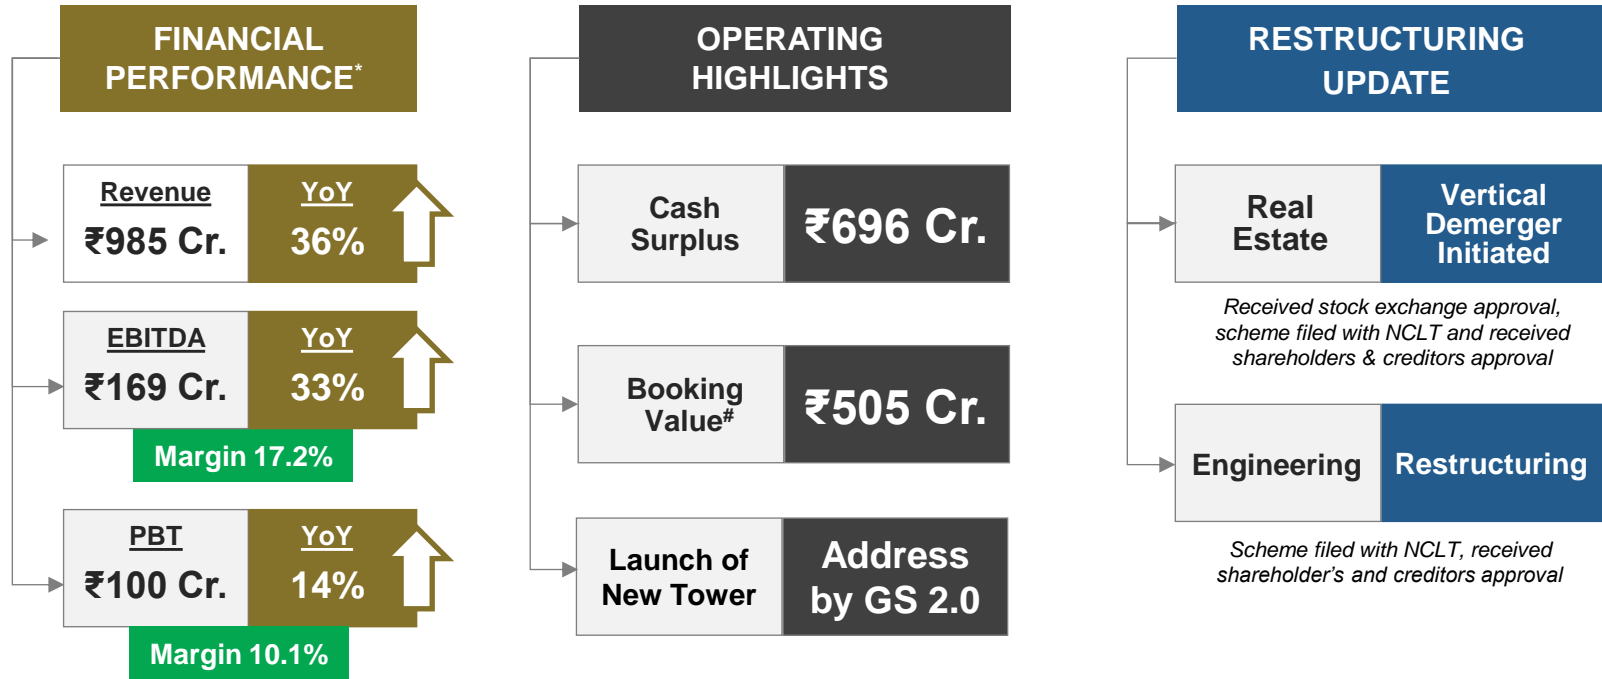 FINANCIAL
PERFORMANCE*
Revenue
₹985 Cr.
YoY
36%
EBITDA
₹169 Cr.
YoY
33%
Margin 17.2%
PBT
₹100 Cr.
YoY
14%
Margin 10.1%
OPERATING
HIGHLIGHTS
Cash
Surplus
₹696 Cr.
Booking
Value#
₹505 Cr.
Launch of
New Tower
Address
by GS 2.0
RESTRUCTURING
UPDATE
Real
Estate
Vertical
Demerger
Initiated
Received stock exchange approval,
scheme filed with NCLT and received
shareholders & creditors approval
Engineering
Restructuring
Scheme filed with NCLT, received
shareholder's and creditors approval